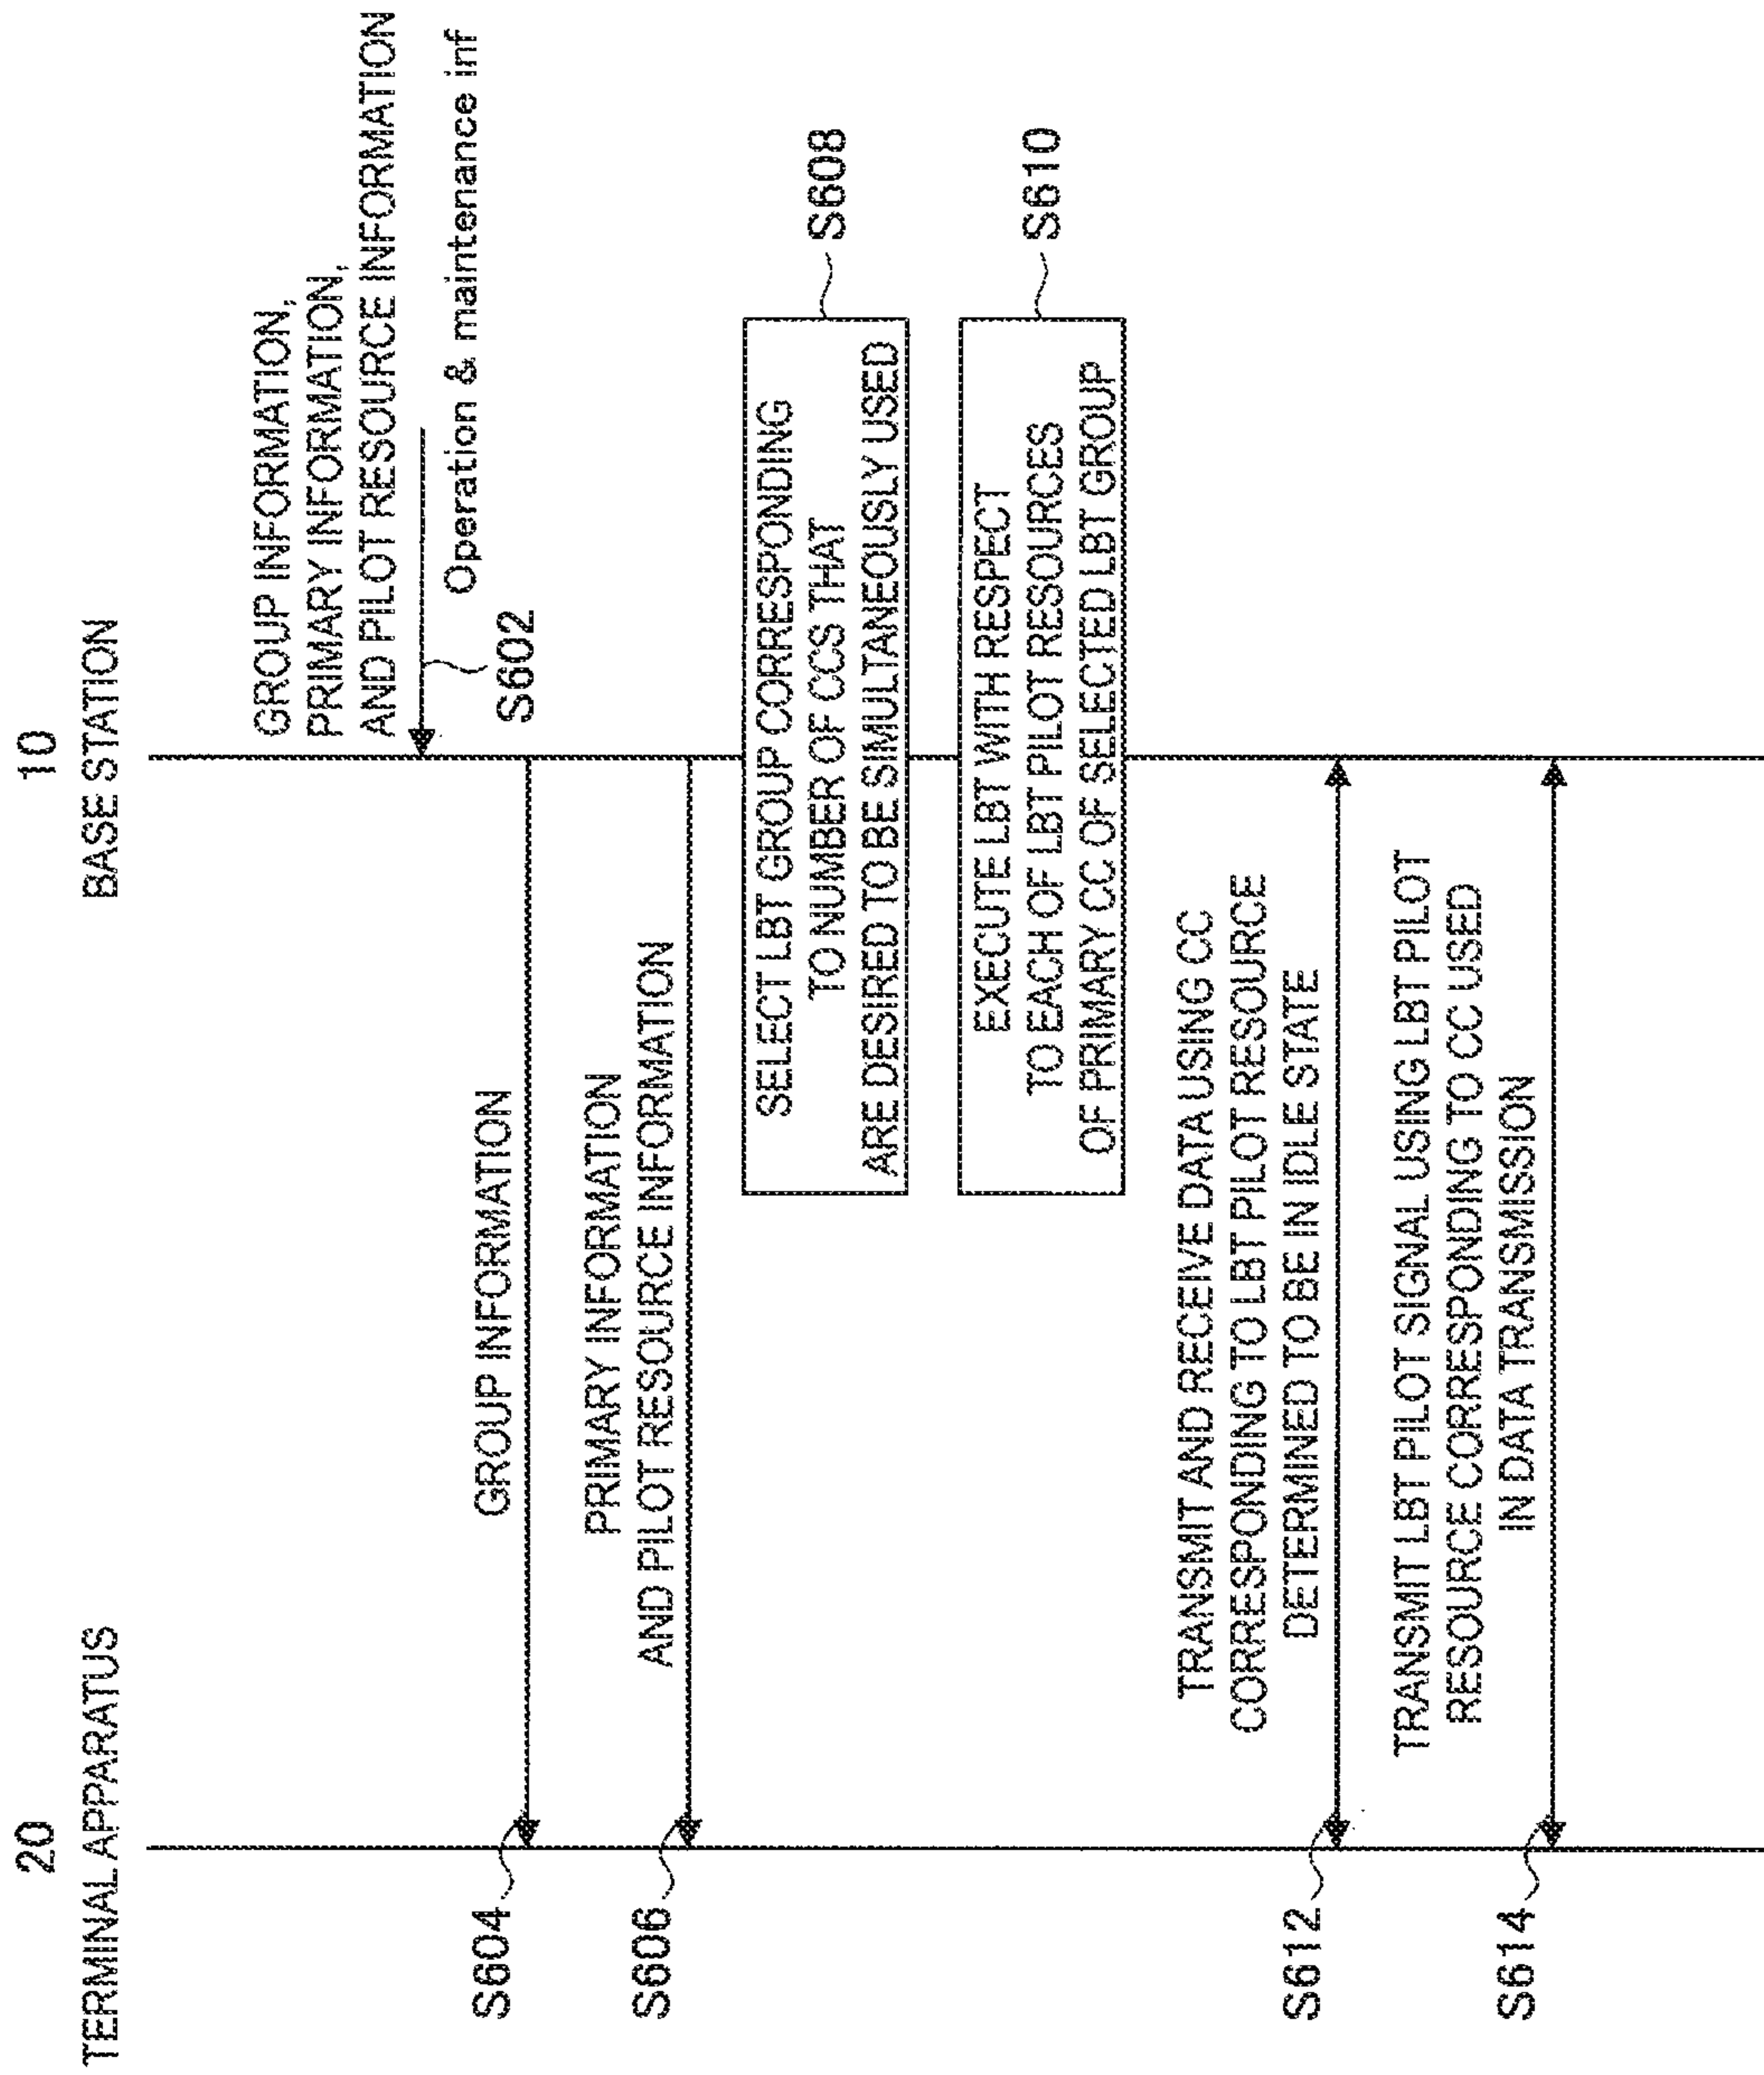 20
TERMINAL APPARATUS
10
BASE STATION
GROUP INFORMATION,
PRIMARY INFORMATION,
AND PILOT RESOURCE INFORMATION
Operation & maintenance inf
S602
S604
GROUP INFORMATION
S606
PRIMARY INFORMATION
AND PILOT RESOURCE INFORMATION
SELECT LBT GROUP CORRESPONDING
TO NUMBER OF CCS THAT
ARE DESIRED TO BE SIMULTANEOUSLY USED
S608
EXECUTE LBT WITH RESPECT
TO EACH OF LBT PILOT RESOURCES
OF PRIMARY CC OF SELECTED LBT GROUP
S610
S612
TRANSMIT AND RECEIVE DATA USING CC
CORRESPONDING TO LBT PILOT RESOURCE
DETERMINED TO BE IN IDLE STATE
S614
TRANSMIT LBT PILOT SIGNAL USING LBT PILOT
RESOURCE CORRESPONDING TO CC USED
IN DATA TRANSMISSION